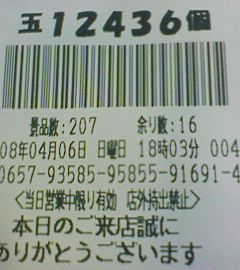 玉12436個
景品数:207 余り数:16
08年04月06日 日曜日 18時03分 004
0657-93585-95855-91691-4
<当日営業中限り有効 店外持出禁止>
本日のご来店誠に
ありがとうございます